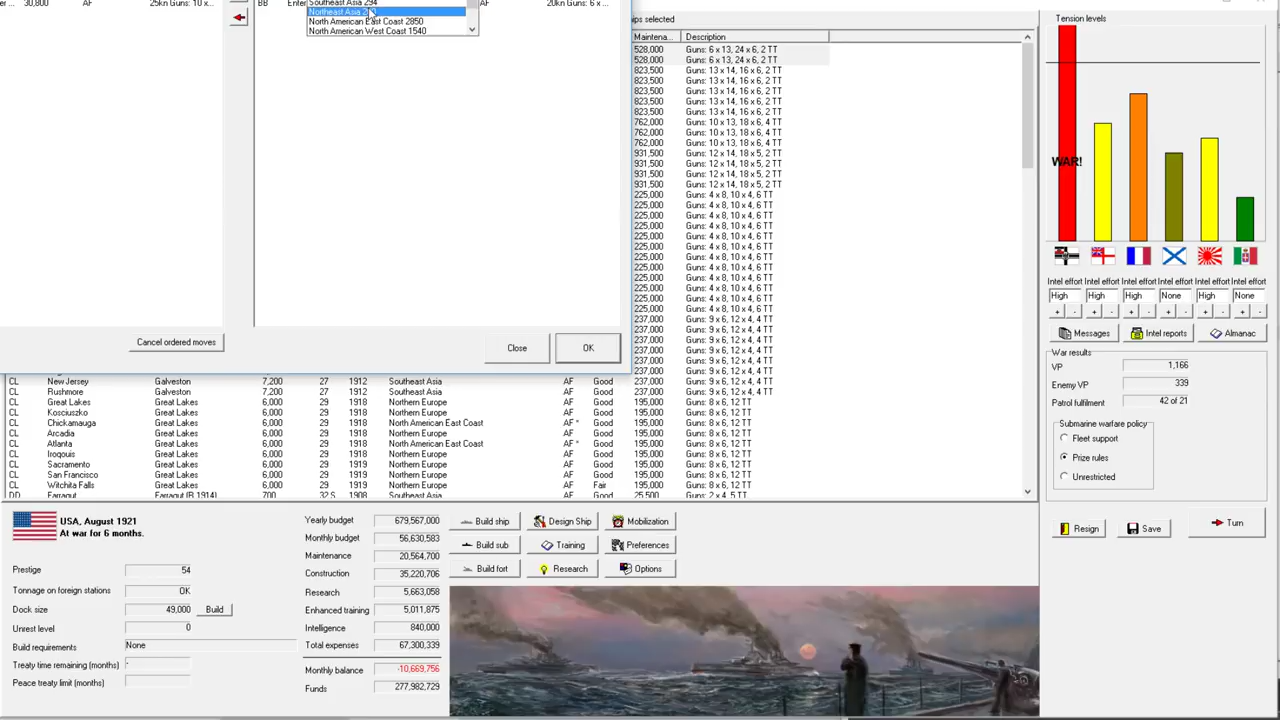 30,800 AF 25kn Guns: 10 x ...
BB Enter 20kn Guns: 6 x ...
Southeast Asia 294
Northeast Asia
North American East Coast 2850
North American West Coast 1540
Cancel ordered moves
Close
OK
selected
Maintena... Description
528,000 Guns: 6 x 13, 24 x 6, 2 TT
528,000 Guns: 6 x 13, 24 x 6, 2 TT
823,500 Guns: 13 x 14, 16 x 6, 2 TT
823,500 Guns: 13 x 14, 16 x 6, 2 TT
823,500 Guns: 13 x 14, 16 x 6, 2 TT
823,500 Guns: 13 x 14, 16 x 6, 2 TT
823,500 Guns: 13 x 14, 16 x 6, 2 TT
762,000 Guns: 10 x 13, 18 x 6, 4 TT
762,000 Guns: 10 x 13, 18 x 6, 4 TT
762,000 Guns: 10 x 13, 18 x 6, 4 TT
931,500 Guns: 12 x 14, 18 x 5, 2 TT
931,500 Guns: 12 x 14, 18 x 5, 2 TT
931,500 Guns: 12 x 14, 18 x 5, 2 TT
931,500 Guns: 12 x 14, 18 x 5, 2 TT
225,000 Guns: 4 x 8, 10 x 4, 6 TT
225,000 Guns: 4 x 8, 10 x 4, 6 TT
225,000 Guns: 4 x 8, 10 x 4, 6 TT
225,000 Guns: 4 x 8, 10 x 4, 6 TT
225,000 Guns: 4 x 8, 10 x 4, 6 TT
225,000 Guns: 4 x 8, 10 x 4, 6 TT
225,000 Guns: 4 x 8, 10 x 4, 6 TT
225,000 Guns: 4 x 8, 10 x 4, 6 TT
225,000 Guns: 4 x 8, 10 x 4, 6 TT
225,000 Guns: 4 x 8, 10 x 4, 6 TT
225,000 Guns: 4 x 8, 10 x 4, 6 TT
225,000 Guns: 4 x 8, 10 x 4, 6 TT
237,000 Guns: 9 x 6, 12 x 4, 4 TT
237,000 Guns: 9 x 6, 12 x 4, 4 TT
237,000 Guns: 9 x 6, 12 x 4, 4 TT
237,000 Guns: 9 x 6, 12 x 4, 4 TT
237,000 Guns: 9 x 6, 12 x 4, 4 TT
237,000 Guns: 9 x 6, 12 x 4, 4 TT
CL New Jersey Galveston 7,200 27 1912 Southeast Asia AF Good 237,000 Guns: 9 x 6, 12 x 4, 4 TT
CL Rushmore Galveston 7,200 27 1912 Southeast Asia AF Good 237,000 Guns: 9 x 6, 12 x 4, 4 TT
CL Great Lakes Great Lakes 6,000 29 1918 Northern Europe AF Good 195,000 Guns: 8 x 6, 12 TT
CL Kosciuszko Great Lakes 6,000 29 1918 Northern Europe AF Good 195,000 Guns: 8 x 6, 12 TT
CL Chickamauga Great Lakes 6,000 29 1918 North American East Coast AF * Good 195,000 Guns: 8 x 6, 12 TT
CL Arcadia Great Lakes 6,000 29 1918 Northern Europe AF Good 195,000 Guns: 8 x 6, 12 TT
CL Atlanta Great Lakes 6,000 29 1918 North American East Coast AF * Good 195,000 Guns: 8 x 6, 12 TT
CL Iroquois Great Lakes 6,000 29 1918 Northern Europe AF Good 195,000 Guns: 8 x 6, 12 TT
CL Sacramento Great Lakes 6,000 29 1919 Northern Europe AF Good 195,000 Guns: 8 x 6, 12 TT
CL San Francisco Great Lakes 6,000 29 1919 Northern Europe AF Good 195,000 Guns: 8 x 6, 12 TT
CL Witchita Falls Great Lakes 6,000 29 1919 Northern Europe AF Fair 195,000 Guns: 8 x 6, 12 TT
DD Farragut Farragut (R 1914) 700 32 S 1908 Southeast Asia AF Good 25,500 Guns: 2 x 4, 5 TT
Tension levels
WAR!
Intel effort Intel effort Intel effort Intel effort Intel effort Intel effort
High High High None High None
+ - + - + - + - + - + -
Messages Intel reports Almanac
War results
VP 1,166
Enemy VP 339
Patrol fulfilment 42 of 21
Submarine warfare policy
Fleet support
Prize rules
Unrestricted
Resign Save Turn
USA, August 1921
At war for 6 months.
Prestige 54
Tonnage on foreign stations OK
Dock size 49,000 Build
Unrest level 0
Build requirements None
Treaty time remaining (months) -
Peace treaty limit (months)
Yearly budget 679,567,000
Monthly budget 56,630,583
Maintenance 20,564,700
Construction 35,220,706
Research 5,663,058
Enhanced training 5,011,875
Intelligence 840,000
Total expenses 67,300,339
Monthly balance -10,669,756
Funds 277,982,729
Build ship Design Ship Mobilization
Build sub Training Preferences
Build fort Research Options